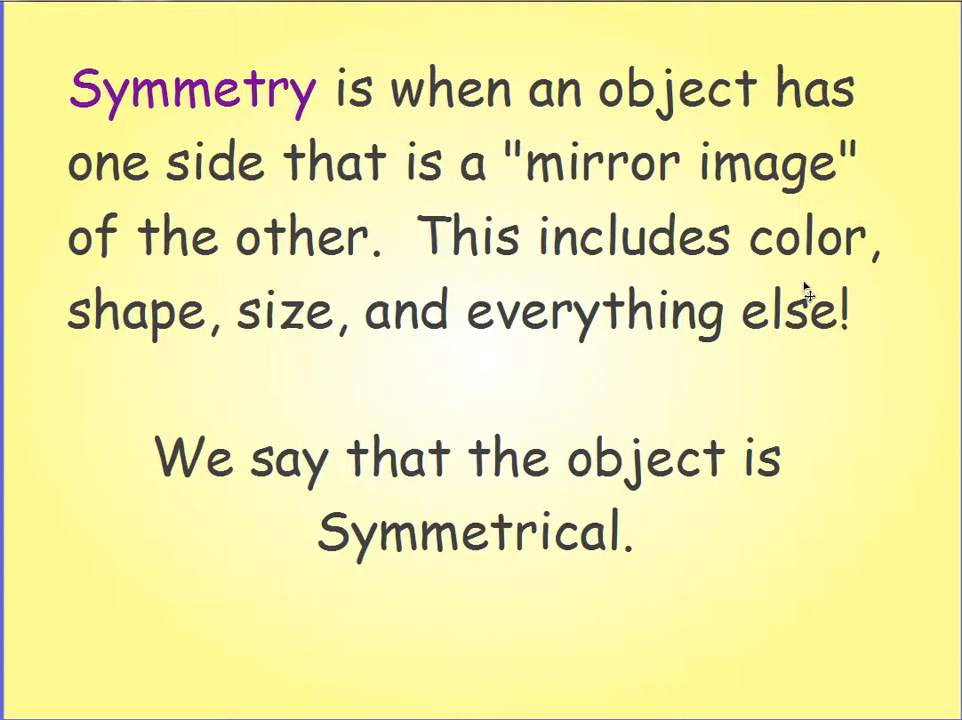 Symmetry is when an object has
one side that is a "mirror image"
of the other.  This includes color,
shape, size, and everything else!
We say that the object is
Symmetrical.